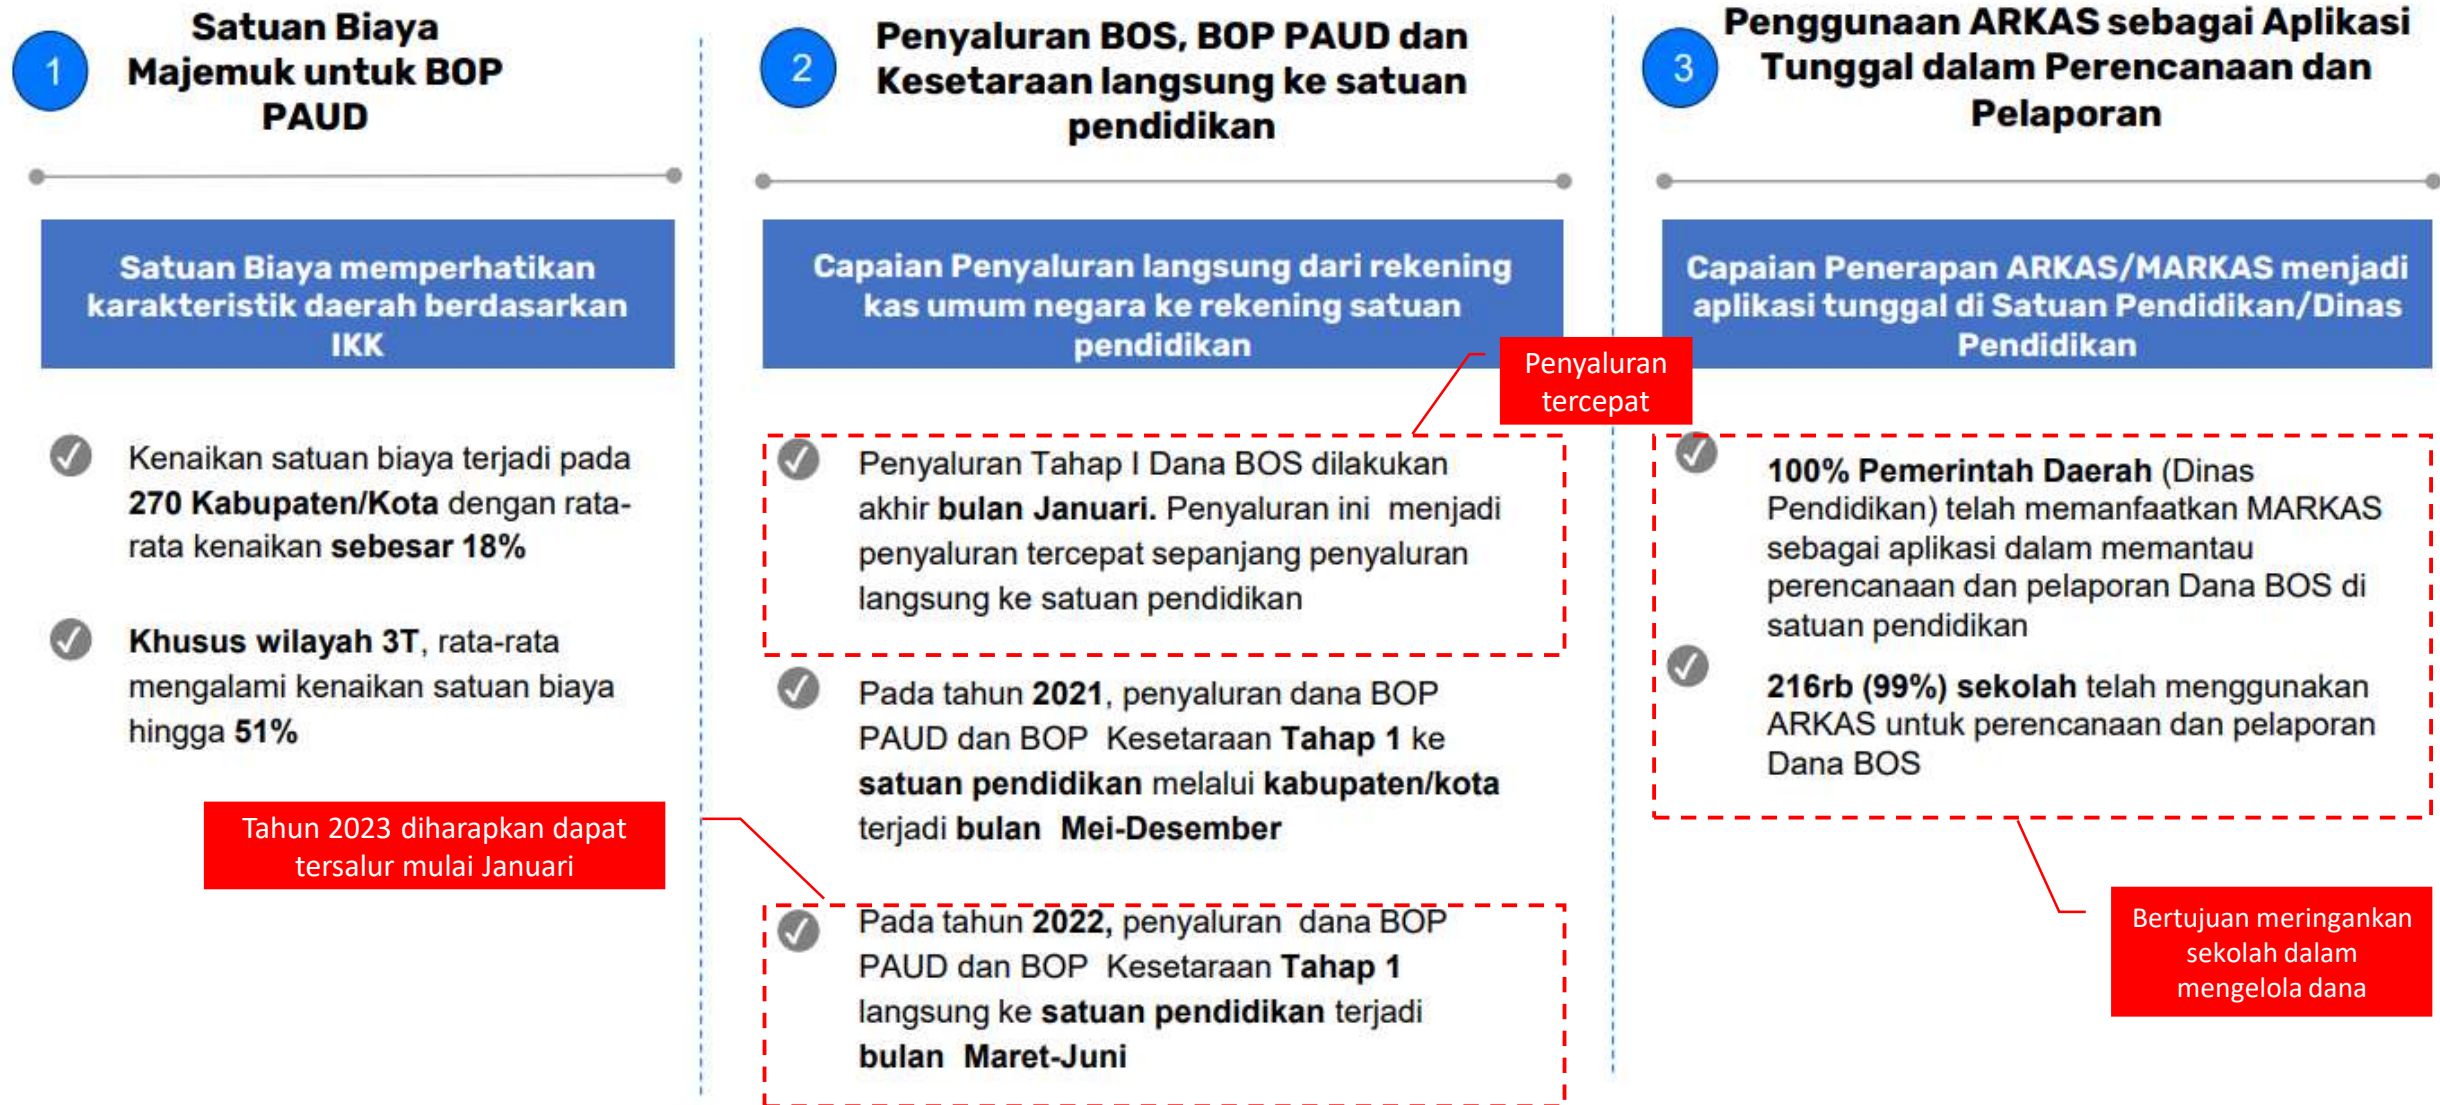 1
Satuan Biaya
Majemuk untuk BOP
PAUD
Satuan Biaya memperhatikan
karakteristik daerah berdasarkan
IKK
Kenaikan satuan biaya terjadi pada
270 Kabupaten/Kota dengan rata-
rata kenaikan sebesar 18%
Khusus wilayah 3T, rata-rata
mengalami kenaikan satuan biaya
hingga 51%
Tahun 2023 diharapkan dapat
tersalur mulai Januari
2
Penyaluran BOS, BOP PAUD dan
Kesetaraan langsung ke satuan
pendidikan
Capaian Penyaluran langsung dari rekening
kas umum negara ke rekening satuan
pendidikan
Penyaluran
tercepat
Penyaluran Tahap I Dana BOS dilakukan
akhir bulan Januari. Penyaluran ini menjadi
penyaluran tercepat sepanjang penyaluran
langsung ke satuan pendidikan
Pada tahun 2021, penyaluran dana BOP
PAUD dan BOP Kesetaraan Tahap 1 ke
satuan pendidikan melalui kabupaten/kota
terjadi bulan Mei-Desember
Pada tahun 2022, penyaluran dana BOP
PAUD dan BOP Kesetaraan Tahap 1
langsung ke satuan pendidikan terjadi
bulan Maret-Juni
3
Penggunaan ARKAS sebagai Aplikasi
Tunggal dalam Perencanaan dan
Pelaporan
Capaian Penerapan ARKAS/MARKAS menjadi
aplikasi tunggal di Satuan Pendidikan/Dinas
Pendidikan
100% Pemerintah Daerah (Dinas
Pendidikan) telah memanfaatkan MARKAS
sebagai aplikasi dalam memantau
perencanaan dan pelaporan Dana BOS di
satuan pendidikan
216rb (99%) sekolah telah menggunakan
ARKAS untuk perencanaan dan pelaporan
Dana BOS
Bertujuan meringankan
sekolah dalam
mengelola dana